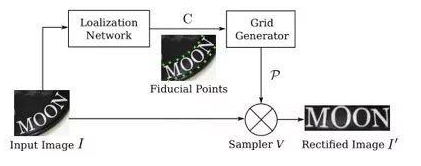 Loalization
Network
C
Grid
Generator
MOON
Fiducial Points
𝒫
MOON
Input Image I
Sampler V
MOON
Rectified Image I′